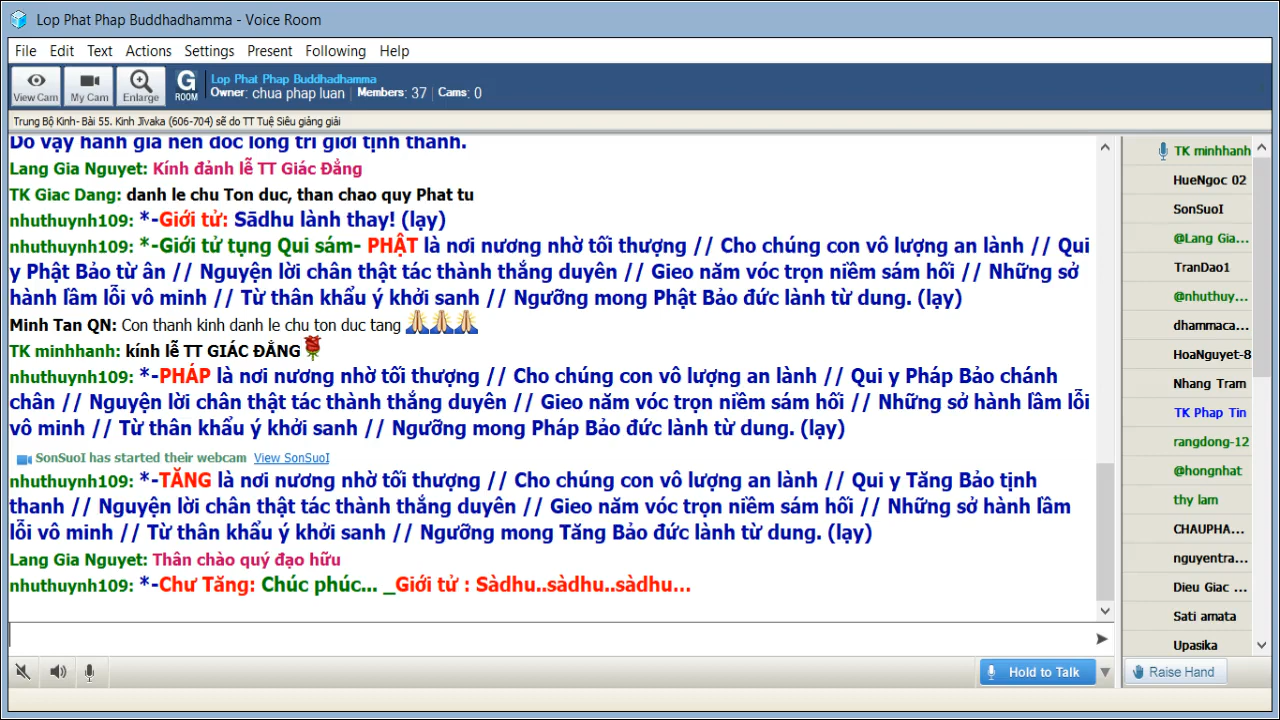 Lop Phat Phap Buddhadhamma - Voice Room
File Edit Text Actions Settings Present Following Help
View Cam My Cam Enlarge G ROOM
Lop Phat Phap Buddhadhamma
Owner: chua phap luan Members: 37 Cams: 0
Trung Bộ Kinh- Bài 55. Kinh Jīvaka (606-704) sẽ do TT Tuệ Siêu giảng giải
Do vậy hành giả nên dốc lòng trì giới tịnh thanh.
Lang Gia Nguyet: Kính đảnh lễ TT Giác Đẳng
TK Giac Dang: danh le chu Ton duc, than chao quy Phat tu
nhuthuynh109: *-Giới tử: Sādhu lành thay! (lạy)
nhuthuynh109: *-Giới tử tụng Qui sám- PHẬT là nơi nương nhờ tối thượng // Cho chúng con vô lượng an lành // Qui
y Phật Bảo từ ân // Nguyện lời chân thật tác thành thắng duyên // Gieo năm vóc trọn niềm sám hối // Những sở
hành lầm lỗi vô minh // Từ thân khẩu ý khởi sanh // Ngưỡng mong Phật Bảo đức lành từ dung. (lạy)
Minh Tan QN: Con thanh kinh danh le chu ton duc tang 🙏🙏🙏
TK minhhanh: kính lễ TT GIÁC ĐẲNG🌹
nhuthuynh109: *-PHÁP là nơi nương nhờ tối thượng // Cho chúng con vô lượng an lành // Qui y Pháp Bảo chánh
chân // Nguyện lời chân thật tác thành thắng duyên // Gieo năm vóc trọn niềm sám hối // Những sở hành lầm lỗi
vô minh // Từ thân khẩu ý khởi sanh // Ngưỡng mong Pháp Bảo đức lành từ dung. (lạy)
SonSuoI has started their webcam View SonSuoI
nhuthuynh109: *-TĂNG là nơi nương nhờ tối thượng // Cho chúng con vô lượng an lành // Qui y Tăng Bảo tịnh
thanh // Nguyện lời chân thật tác thành thắng duyên // Gieo năm vóc trọn niềm sám hối // Những sở hành lầm
lỗi vô minh // Từ thân khẩu ý khởi sanh // Ngưỡng mong Tăng Bảo đức lành từ dung. (lạy)
Lang Gia Nguyet: Thân chào quý đạo hữu
nhuthuynh109: *-Chư Tăng: Chúc phúc... _Giới tử : Sàdhu..sàdhu..sàdhu...
TK minhhanh
HueNgoc 02
SonSuoI
@Lang Gia...
TranDao1
@nhuthuy...
dhammaca...
HoaNguyet-8
Nhang Tram
TK Phap Tin
rangdong-12
@hongnhat
thy lam
CHAUPHA...
nguyentra...
Dieu Giac ...
Sati amata
Upasika
Hold to Talk
Raise Hand